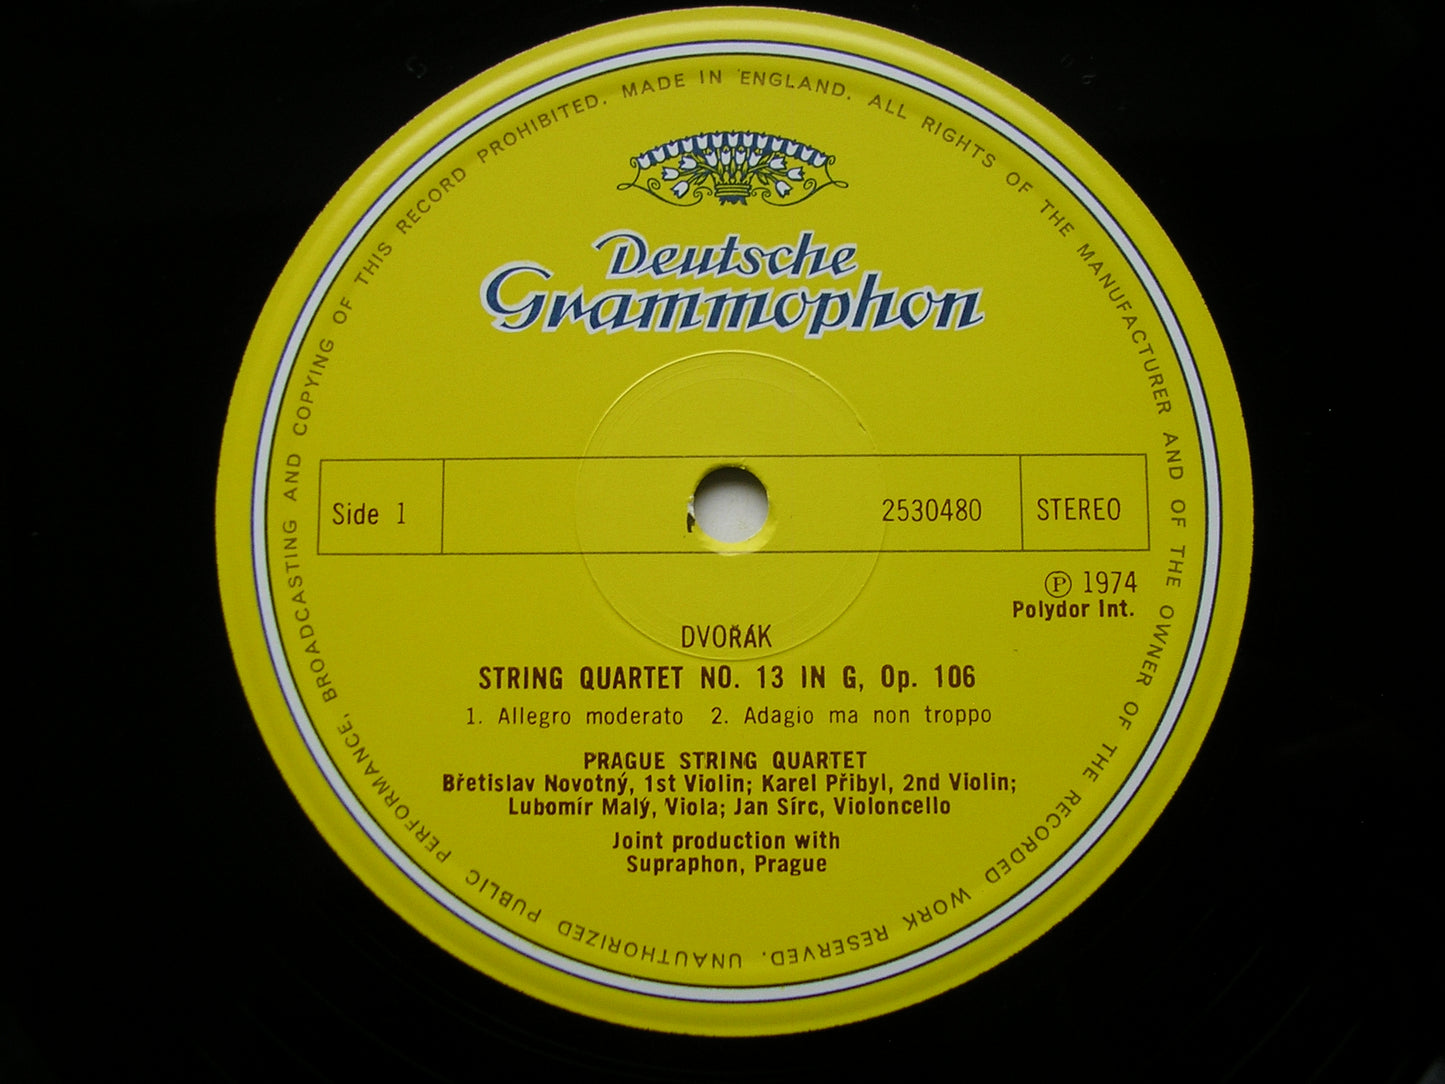 MADE IN ENGLAND. ALL RIGHTS OF THE MANUFACTURER AND OF THE OWNER OF THE RECORDED WORK RESERVED. UNAUTHORIZED PUBLIC PERFORMANCE, BROADCASTING AND COPYING OF THIS RECORD PROHIBITED.
Deutsche
Grammophon
Side 1
2530480
STEREO
Ⓟ 1974
Polydor Int.
DVOŘÁK
STRING QUARTET NO. 13 IN G, Op. 106
1. Allegro moderato 2. Adagio ma non troppo
PRAGUE STRING QUARTET
Břetislav Novotný, 1st Violin; Karel Přibyl, 2nd Violin;
Lubomír Malý, Viola; Jan Sírc, Violoncello
Joint production with
Supraphon, Prague